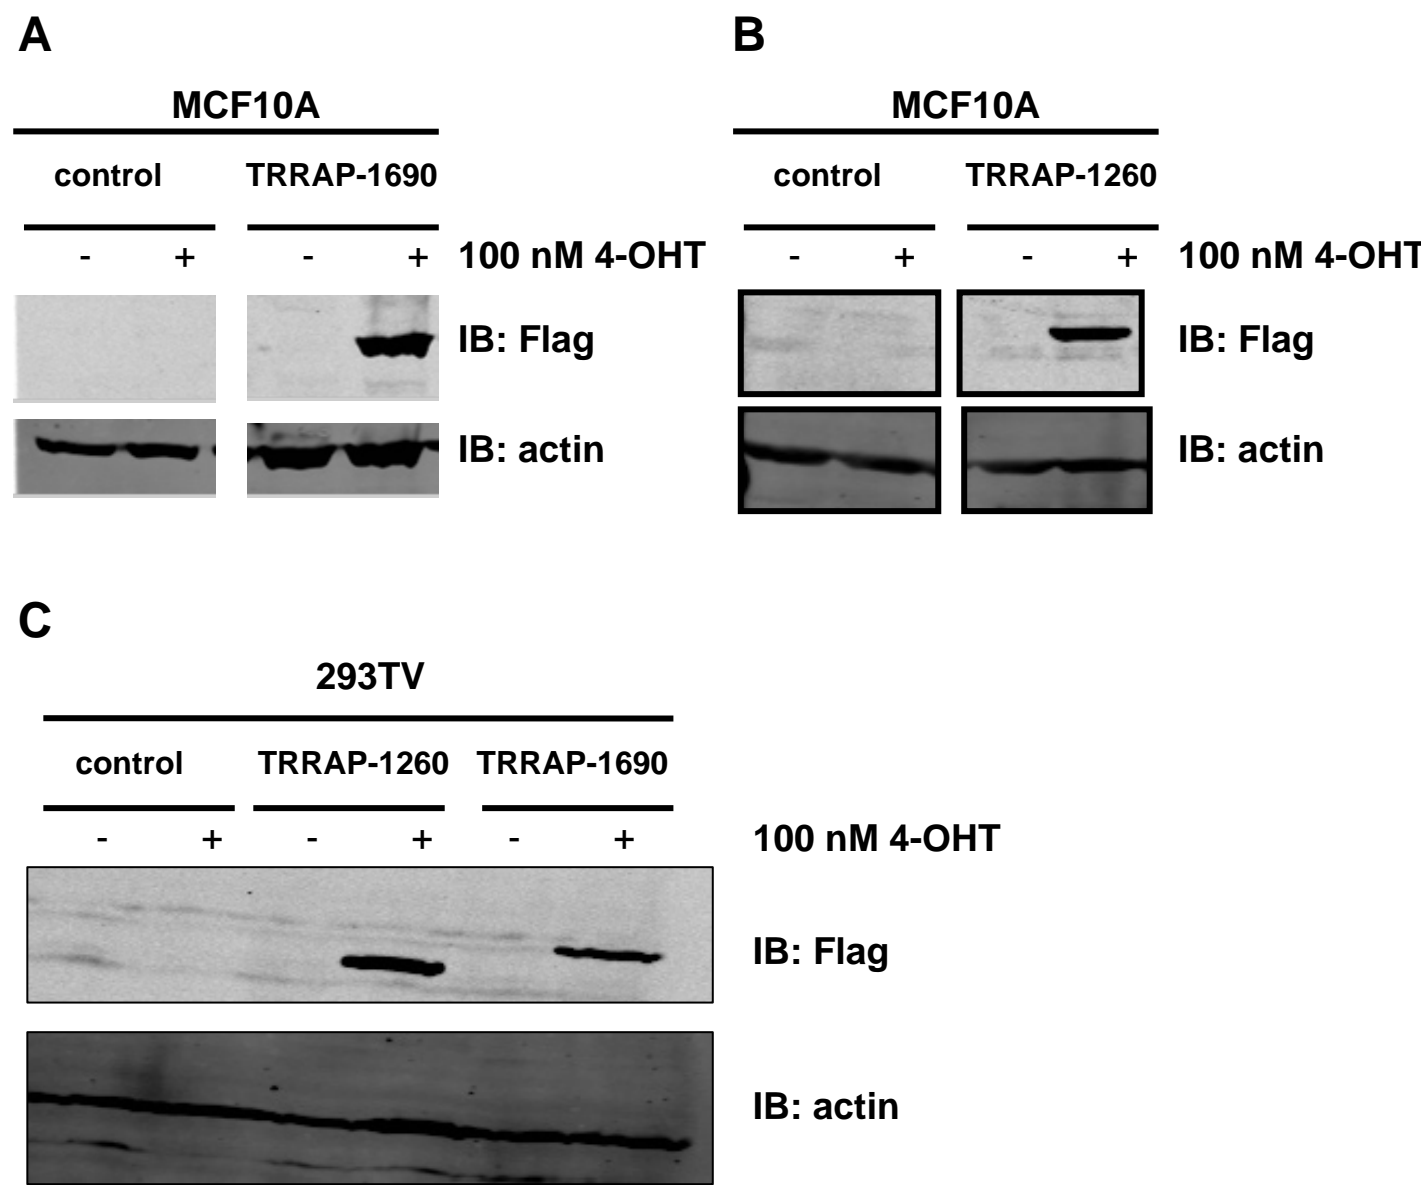 A
MCF10A
control TRRAP-1690
- + - + 100 nM 4-OHT
IB: Flag
IB: actin
B
MCF10A
control TRRAP-1260
- + - + 100 nM 4-OHT
IB: Flag
IB: actin
C
293TV
control TRRAP-1260 TRRAP-1690
- + - + - + 100 nM 4-OHT
IB: Flag
IB: actin